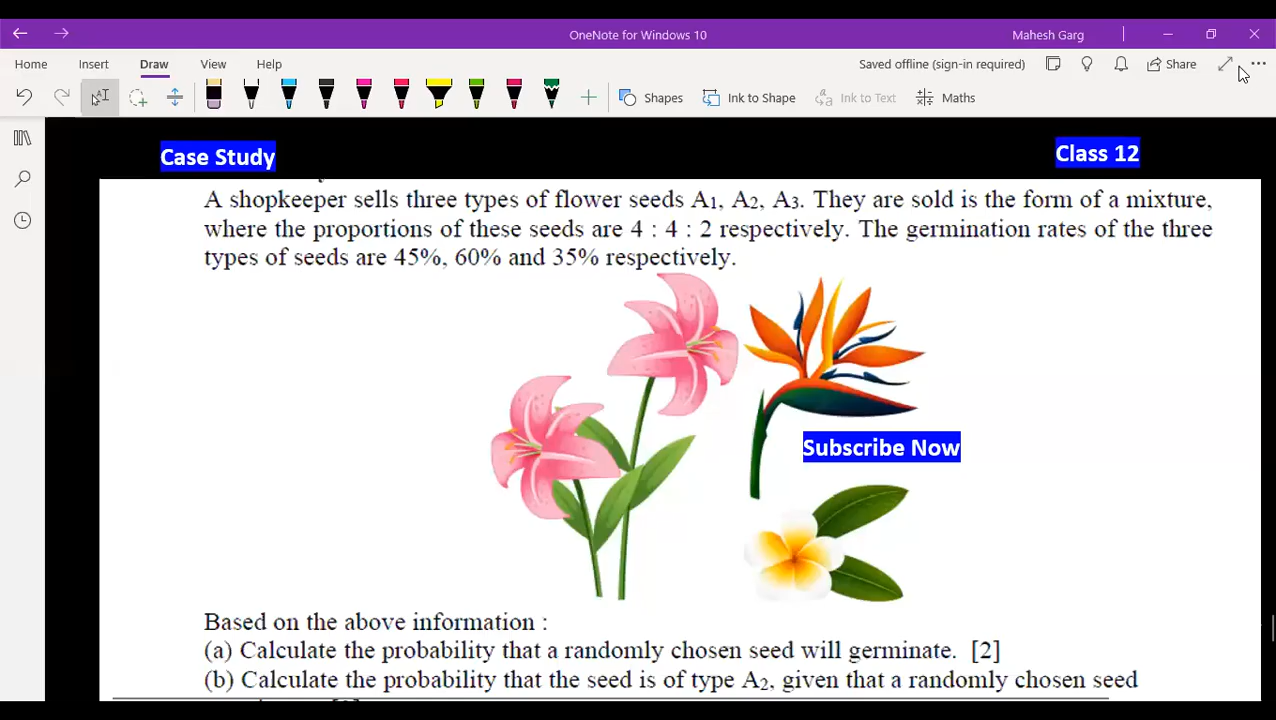 OneNote for Windows 10
Mahesh Garg
Home Insert Draw View Help
Saved offline (sign-in required)
Share
Shapes
Ink to Shape
Ink to Text
Maths
Case Study
Class 12
A shopkeeper sells three types of flower seeds A1, A2, A3. They are sold is the form of a mixture,
where the proportions of these seeds are 4 : 4 : 2 respectively. The germination rates of the three
types of seeds are 45%, 60% and 35% respectively.
Subscribe Now
Based on the above information :
(a) Calculate the probability that a randomly chosen seed will germinate. [2]
(b) Calculate the probability that the seed is of type A2, given that a randomly chosen seed